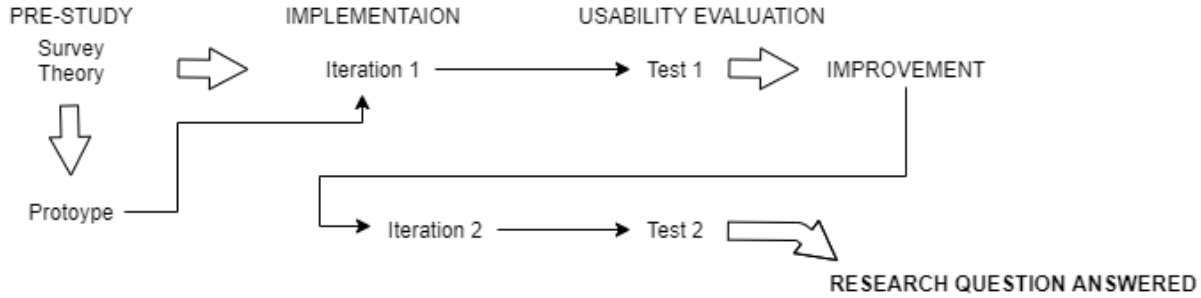 PRE-STUDY
IMPLEMENTAION
USABILITY EVALUATION
Survey
Theory
Iteration 1
Test 1
IMPROVEMENT
Protoype
Iteration 2
Test 2
RESEARCH QUESTION ANSWERED